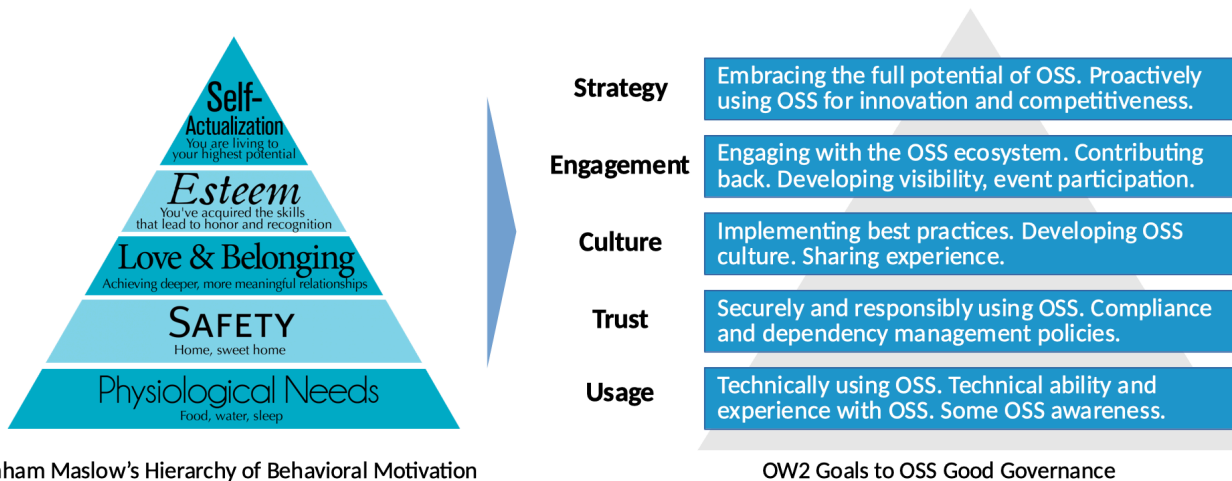 Self-
Actualization
You are living to
your highest potential
Esteem
You've acquired the skills
that lead to honor and recognition
Love & Belonging
Achieving deeper, more meaningful relationships
SAFETY
Home, sweet home
Physiological Needs
Food, water, sleep
Maslow's Hierarchy of Behavioral Motivation
Strategy
Embracing the full potential of OSS. Proactively
using OSS for innovation and competitiveness.
Engagement
Engaging with the OSS ecosystem. Contributing
back. Developing visibility, event participation.
Culture
Implementing best practices. Developing OSS
culture. Sharing experience.
Trust
Securely and responsibly using OSS. Compliance
and dependency management policies.
Usage
Technically using OSS. Technical ability and
experience with OSS. Some OSS awareness.
OW2 Goals to OSS Good Governance